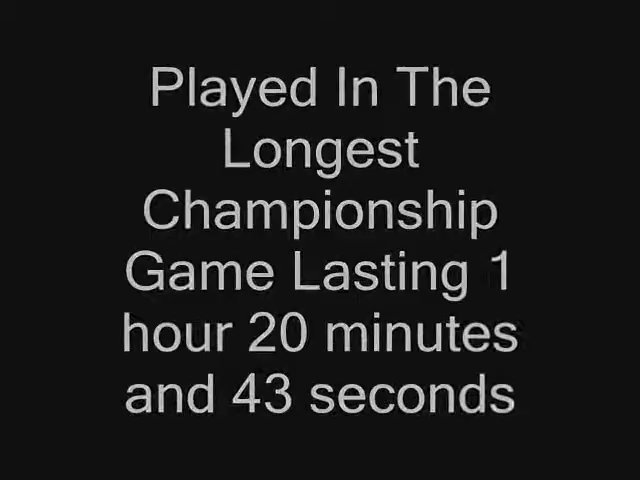 Played In The
Longest
Championship
Game Lasting 1
hour 20 minutes
and 43 seconds